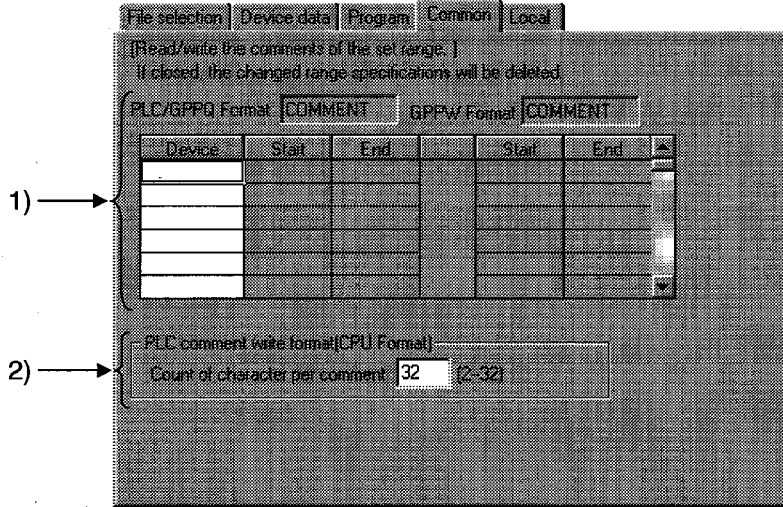 File selection Device data Program Common Local
[Read/write the comments of the set range. ]
If closed, the changed range specifications will be deleted.
PLC/GPPQ Format COMMENT GPPW Format COMMENT
Device Start End Start End
1)
PLC comment write format(CPU Format)
2)
Count of character per comment 32 (2-32)